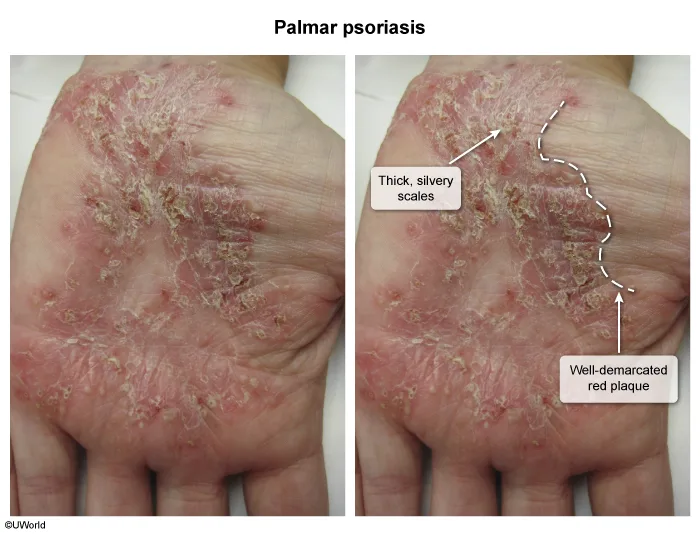 Palmar psoriasis
Thick, silvery
scales
Well-demarcated
red plaque
©UWorld